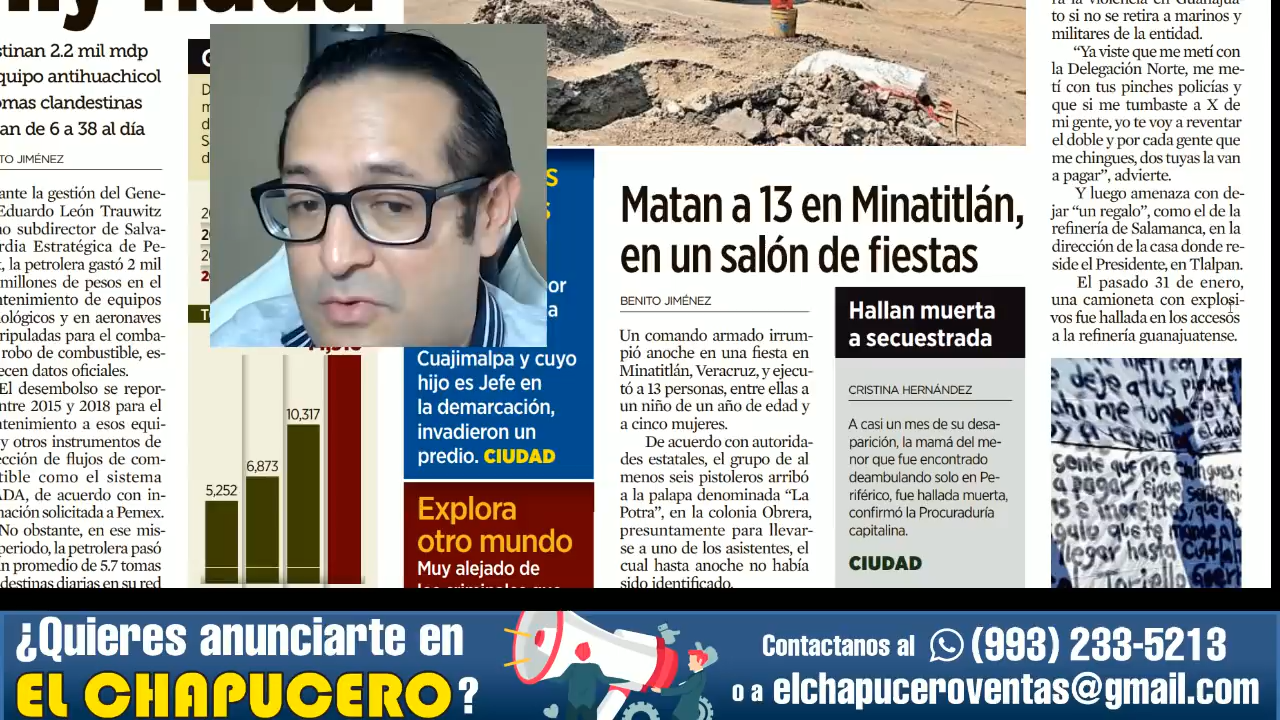 stinan 2.2 mil mdp
quipo antihuachicol
omas clandestinas
an de 6 a 38 al día
TO JIMÉNEZ
ante la gestión del Gene-
Eduardo León Trauwitz
no subdirector de Salva-
rdia Estratégica de Pe-
, la petrolera gastó 2 mil
millones de pesos en el
ntenimiento de equipos
ológicos y en aeronaves
ripuladas para el comba-
robo de combustible, es-
ecen datos oficiales.
El desembolso se repor-
entre 2015 y 2018 para el
ntenimiento a esos equi-
y otros instrumentos de
ección de flujos de com-
tible como el sistema
ADA, de acuerdo con in-
nación solicitada a Pemex.
No obstante, en ese mis-
periodo, la petrolera pasó
n promedio de 5.7 tomas
destinas diarias en su red
5,252
6,873
10,317
Cuajimalpa y cuyo
hijo es Jefe en
la demarcación,
invadieron un
predio. CIUDAD
Explora
otro mundo
Muy alejado de
los criminales que
Matan a 13 en Minatitlán,
en un salón de fiestas
BENITO JIMÉNEZ
Un comando armado irrum-
pió anoche en una fiesta en
Minatitlán, Veracruz, y ejecu-
tó a 13 personas, entre ellas a
un niño de un año de edad y
a cinco mujeres.
De acuerdo con autorida-
des estatales, el grupo de al
menos seis pistoleros arribó
a la palapa denominada “La
Potra”, en la colonia Obrera,
presuntamente para llevar-
se a uno de los asistentes, el
cual hasta anoche no había
sido identificado.
Hallan muerta
a secuestrada
CRISTINA HERNÁNDEZ
A casi un mes de su desa-
parición, la mamá del me-
nor que fue encontrado
deambulando solo en Pe-
riférico, fue hallada muerta,
confirmó la Procuraduría
capitalina.
CIUDAD
ra la violencia en Guanajua-
to si no se retira a marinos y
militares de la entidad.
“Ya viste que me metí con
la Delegación Norte, me me-
tí con tus pinches policías y
que si me tumbaste a X de
mi gente, yo te voy a reventar
el doble y por cada gente que
me chingues, dos tuyas la van
a pagar”, advierte.
Y luego amenaza con de-
jar “un regalo”, como el de la
refinería de Salamanca, en la
dirección de la casa donde re-
side el Presidente, en Tlalpan.
El pasado 31 de enero,
una camioneta con explosi-
vos fue hallada en los accesos
a la refinería guanajuatense.
¿Quieres anunciarte en
EL CHAPUCERO?
Contactanos al (993) 233-5213
o a elchapuceroventas@gmail.com